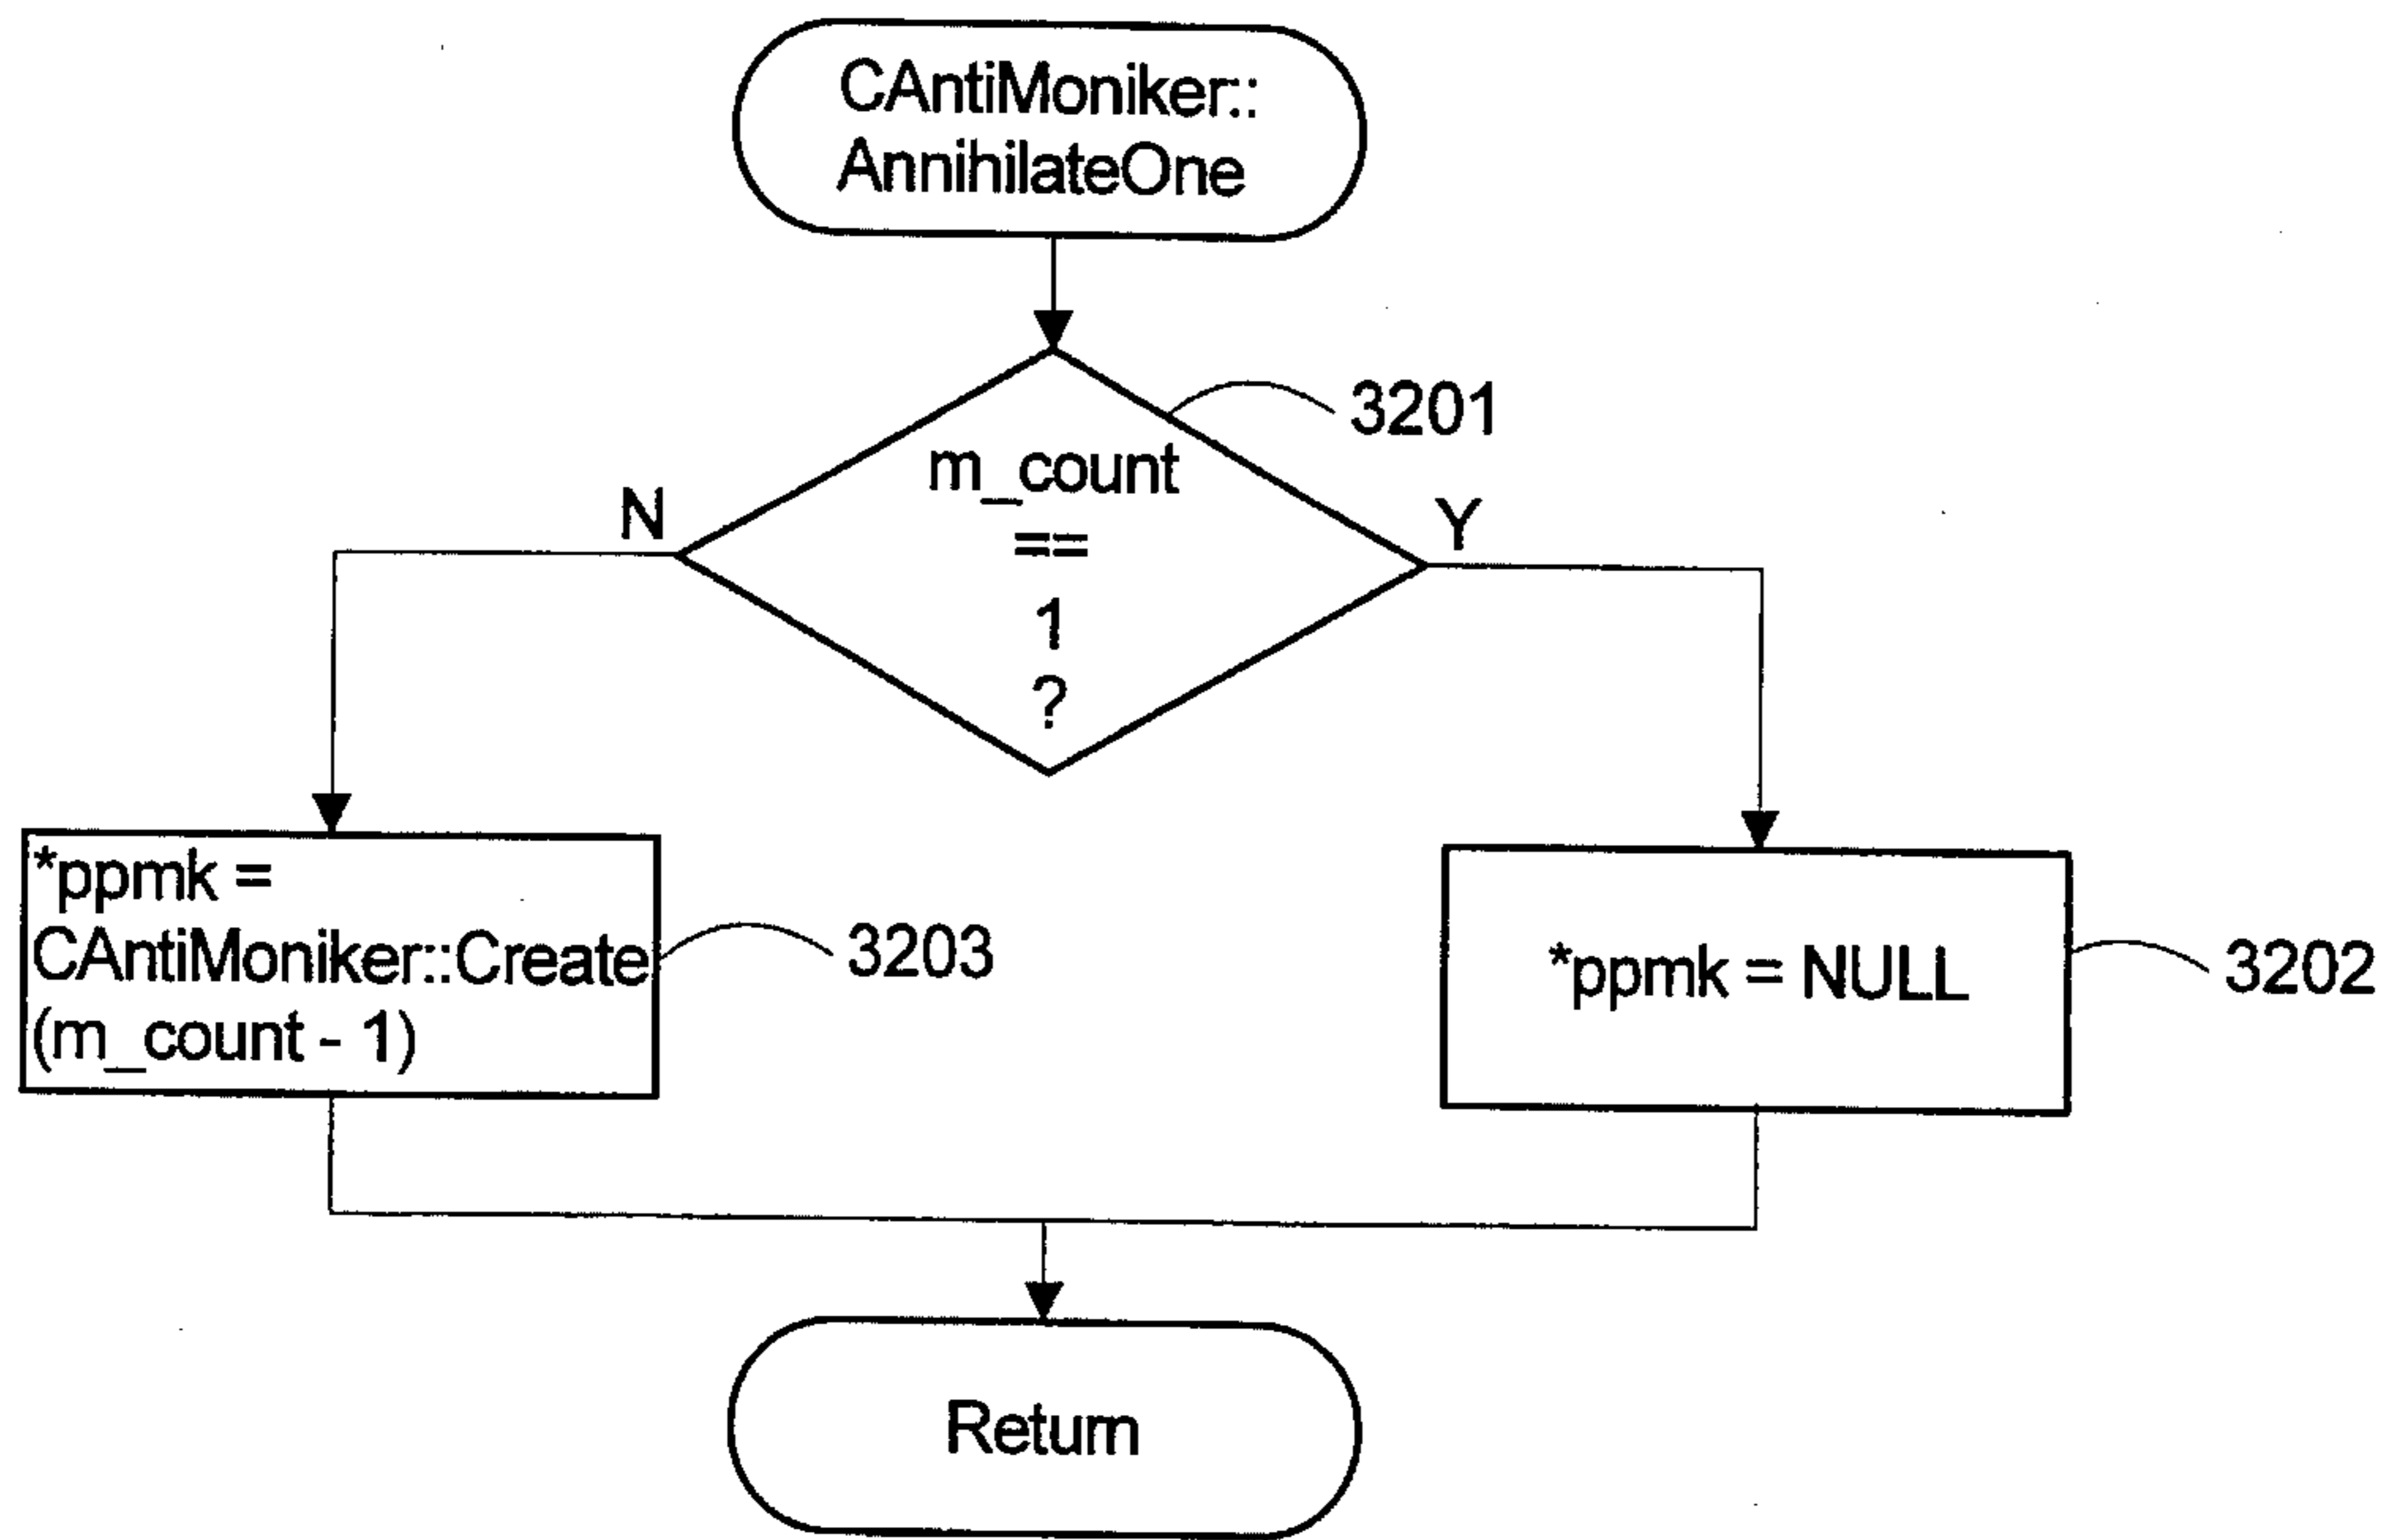 CAntiMoniker::
AnnihilateOne
3201
m_count
N
Y
==
1
?
*ppmk =
CAntiMoniker::Create
(m_count - 1)
3203
*ppmk = NULL
3202
Return